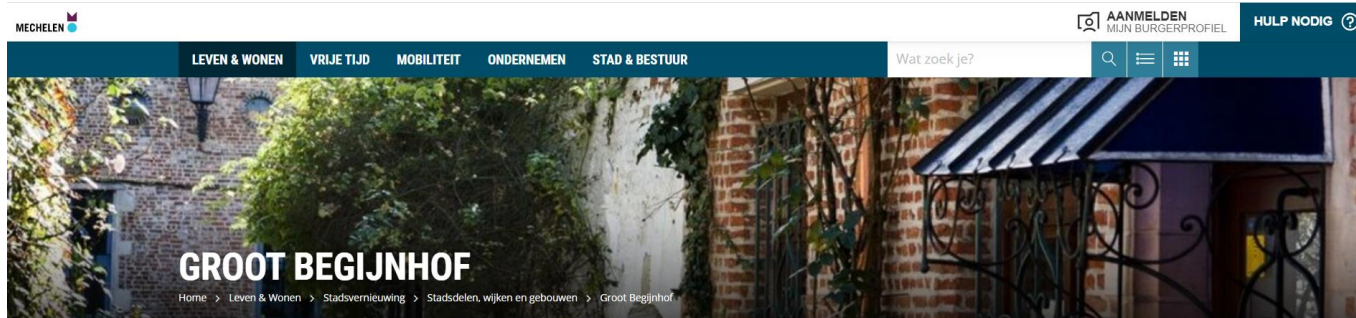 MECHELEN
AANMELDEN
MIJN BURGERPROFIEL
HULP NODIG ?
LEVEN & WONEN VRIJE TIJD MOBILITEIT ONDERNEMEN STAD & BESTUUR
Wat zoek je?
GROOT BEGIJNHOF
Home > Leven & Wonen > Stadsvernieuwing > Stadsdelen, wijken en gebouwen > Groot Begijnhof